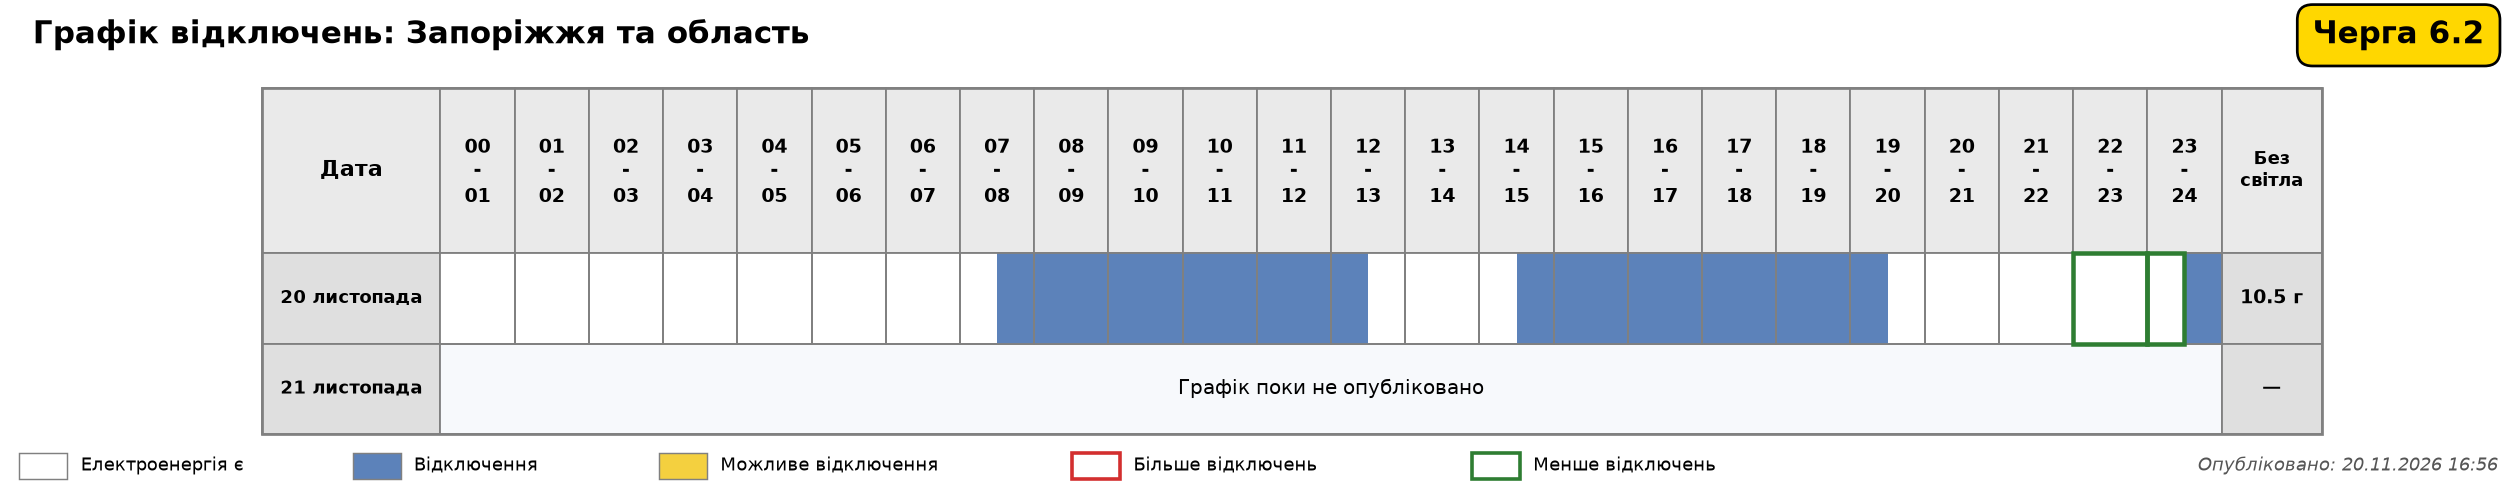 Графік відключень: Запоріжжя та область
Черга 6.2
Дата
00 - 01
01 - 02
02 - 03
03 - 04
04 - 05
05 - 06
06 - 07
07 - 08
08 - 09
09 - 10
10 - 11
11 - 12
12 - 13
13 - 14
14 - 15
15 - 16
16 - 17
17 - 18
18 - 19
19 - 20
20 - 21
21 - 22
22 - 23
23 - 24
Без
світла
20 листопада
10.5 г
21 листопада
Графік поки не опубліковано
—
Електроенергія є
Відключення
Можливе відключення
Більше відключень
Менше відключень
Опубліковано: 20.11.2026 16:56